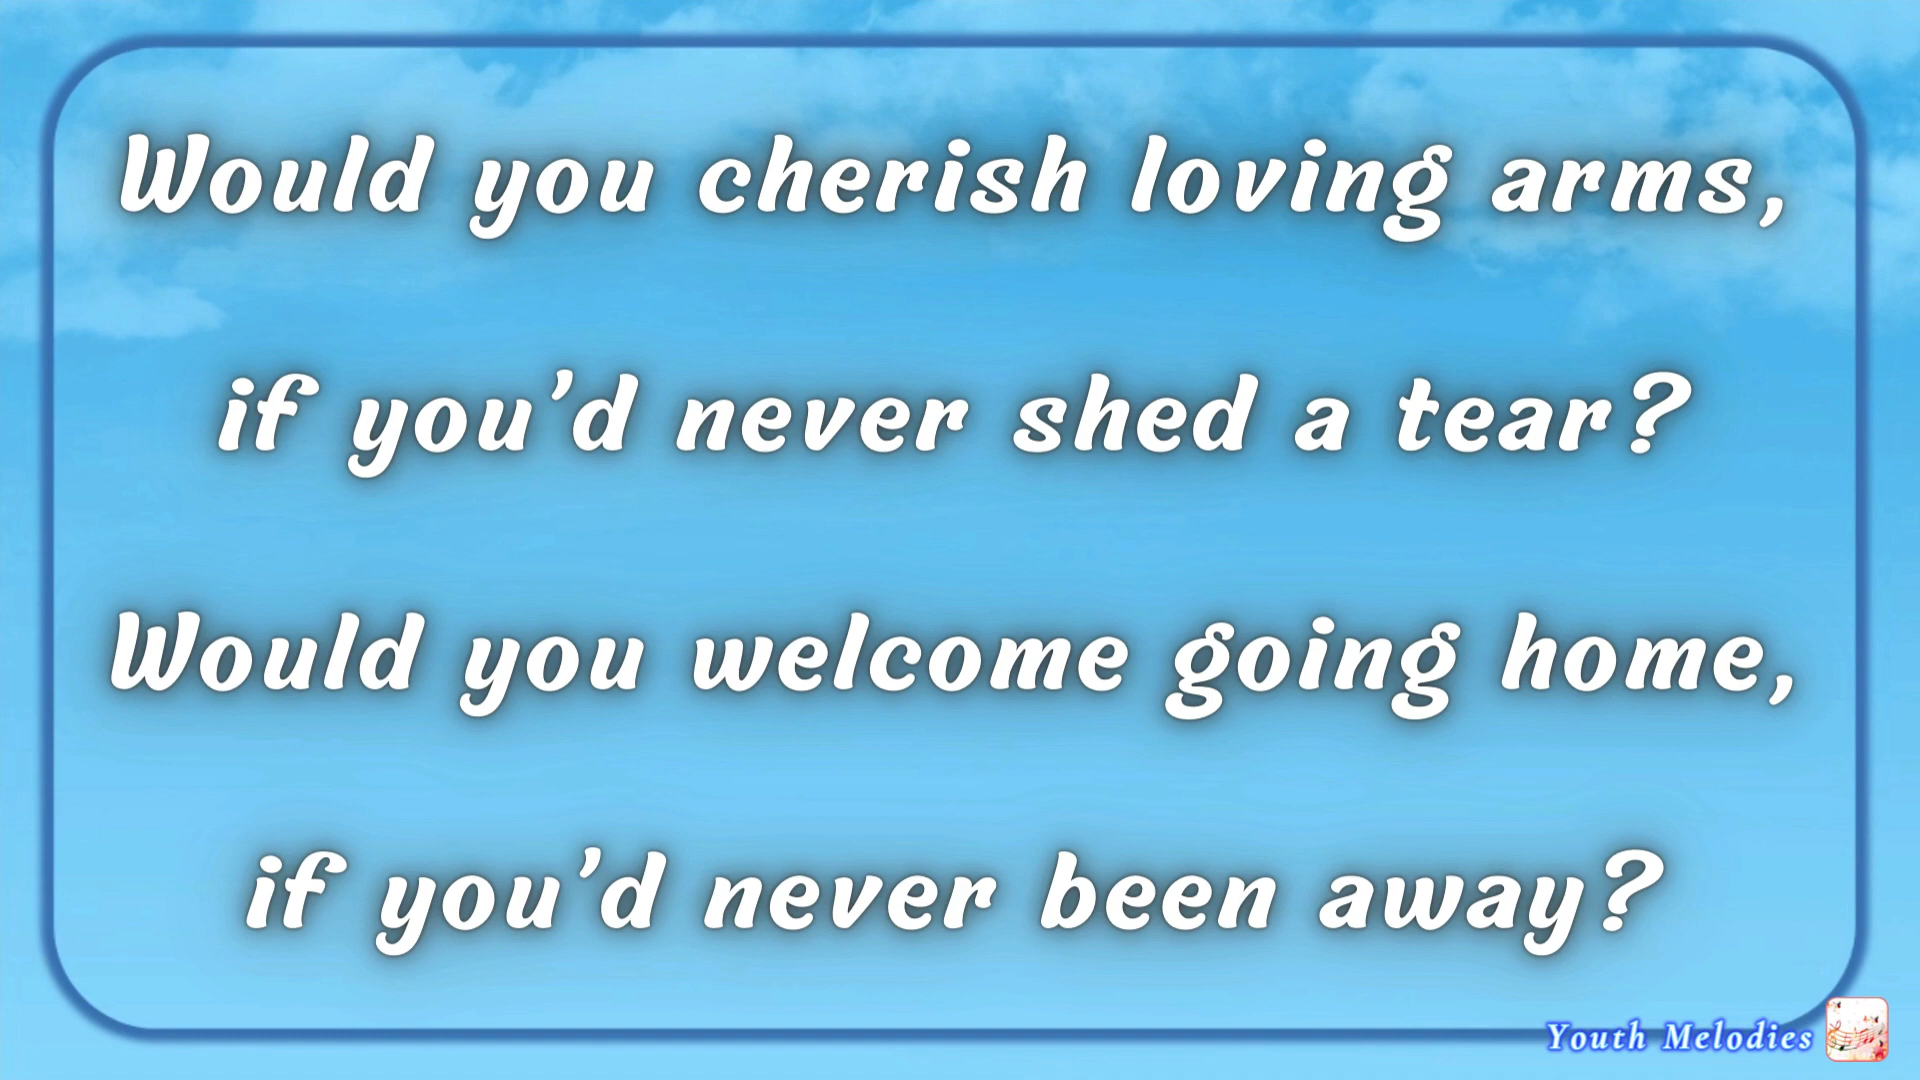 Would you cherish loving arms,
if you’d never shed a tear?
Would you welcome going home,
if you’d never been away?
Youth Melodies